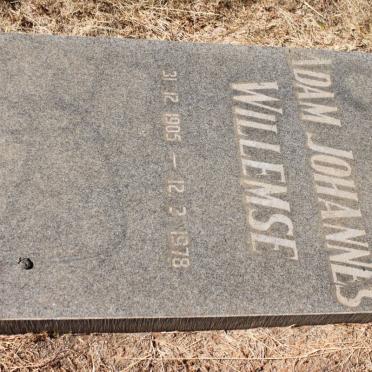 ADAM JOHANNES
WILLEMSE
31 12 1905 — 12 2 1978